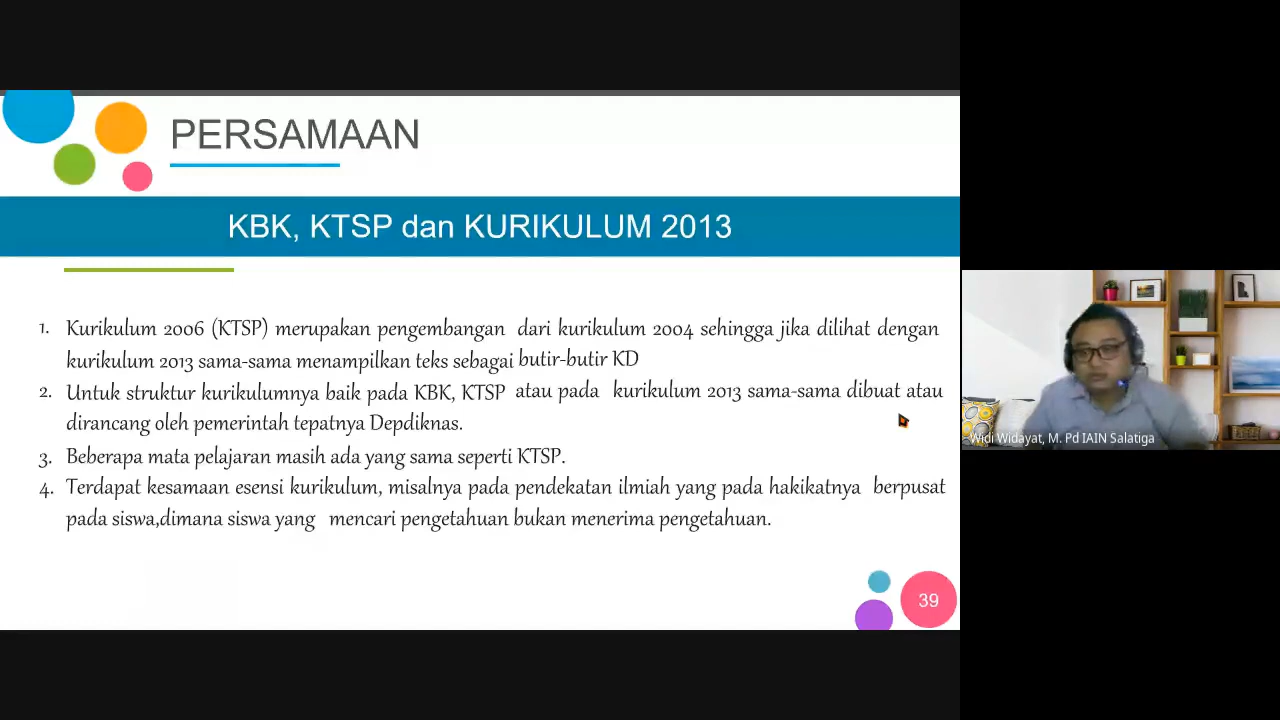 PERSAMAAN
KBK, KTSP dan KURIKULUM 2013
1. Kurikulum 2006 (KTSP) merupakan pengembangan dari kurikulum 2004 sehingga jika dilihat dengan
kurikulum 2013 sama-sama menampilkan teks sebagai butir-butir KD
2. Untuk struktur kurikulumnya baik pada KBK, KTSP atau pada kurikulum 2013 sama-sama dibuat atau
dirancang oleh pemerintah tepatnya Depdiknas.
3. Beberapa mata pelajaran masih ada yang sama seperti KTSP.
4. Terdapat kesamaan esensi kurikulum, misalnya pada pendekatan ilmiah yang pada hakikatnya berpusat
pada siswa,dimana siswa yang mencari pengetahuan bukan menerima pengetahuan.
39
Widi Widayat, M. Pd IAIN Salatiga